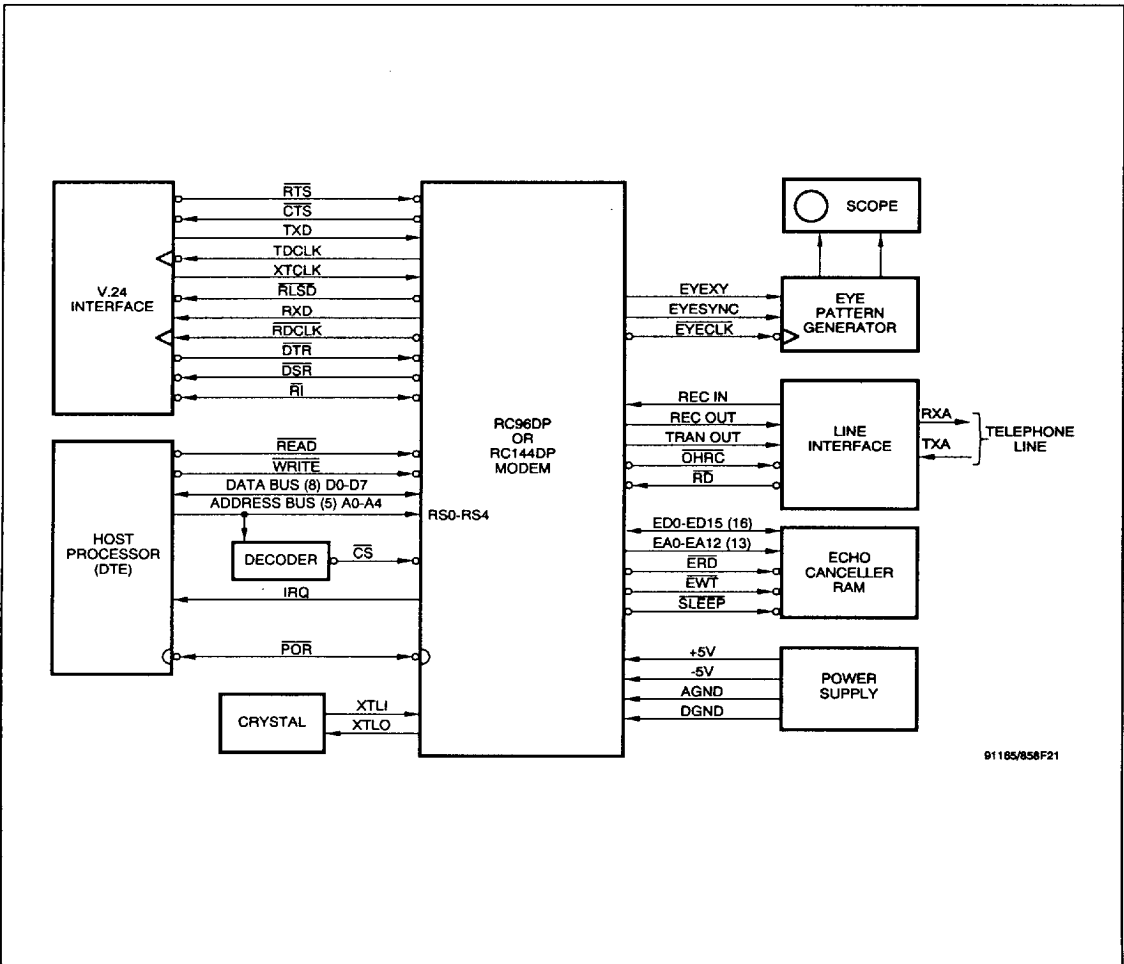 V.24
INTERFACE
RTS
CTS
TXD
TDCLK
XTCLK
RLSD
RXD
RDCLK
DTR
DSR
RI
HOST
PROCESSOR
(DTE)
READ
WRITE
DATA BUS (8) D0-D7
ADDRESS BUS (5) A0-A4
RS0-RS4
DECODER
CS
IRQ
POR
CRYSTAL
XTLI
XTLO
RC96DP
OR
RC144DP
MODEM
SCOPE
EYEXY
EYESYNC
EYECLK
EYE
PATTERN
GENERATOR
REC IN
REC OUT
TRAN OUT
OHRC
RD
LINE
INTERFACE
RXA
TXA
TELEPHONE
LINE
ED0-ED15 (16)
EA0-EA12 (13)
ERD
EWT
SLEEP
ECHO
CANCELLER
RAM
+5V
-5V
AGND
DGND
POWER
SUPPLY
91185/858F21